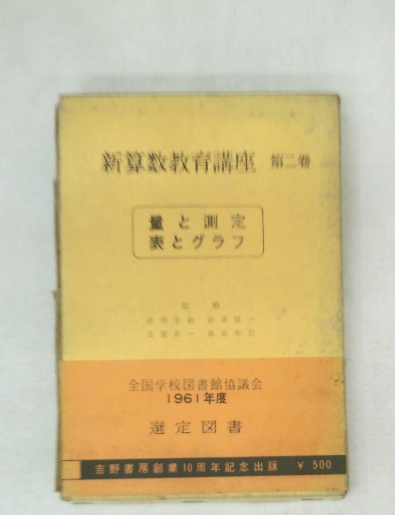 新算数教育講座 第二巻
量と測定
表とグラフ
監修
全国学校図書館協議会
1961年度
選定図書
吉野書房創業10周年記念出版 ¥500